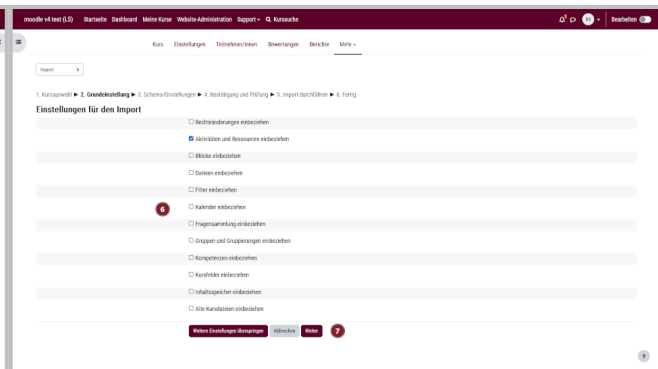 moodle v4 test (LS) Startseite Dashboard Meine Kurse Website-Administration Support Kurssuche Bearbeiten
Kurs Einstellungen Teilnehmer/innen Bewertungen Berichte Mehr
Import
1. Kursauswahl ► 2. Grundeinstellung ► 3. Schema-Einstellungen ► 4. Bestätigung und Prüfung ► 5. Import durchführen ► 6. Fertig
Einstellungen für den Import
Rechteänderungen einbeziehen
Aktivitäten und Ressourcen einbeziehen
Blöcke einbeziehen
Dateien einbeziehen
Filter einbeziehen
6 Kalender einbeziehen
Fragensammlung einbeziehen
Gruppen und Gruppierungen einbeziehen
Kompetenzen einbeziehen
Kursfelder einbeziehen
Inhaltsspeicher einbeziehen
Alte Kursdateien einbeziehen
Weitere Einstellungen überspringen Abbrechen Weiter 7
?